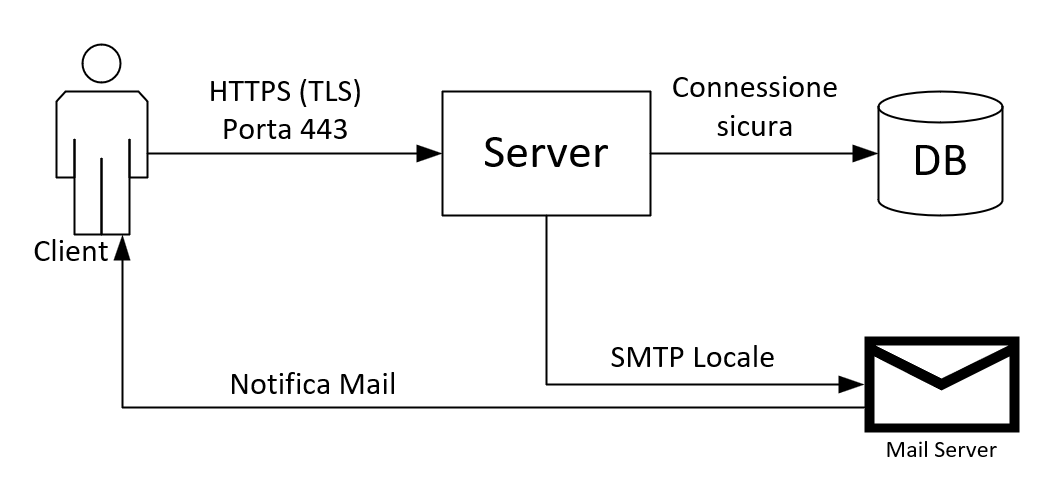 HTTPS (TLS)
Porta 443
Connessione
sicura
Server
DB
Client
SMTP Locale
Notifica Mail
Mail Server